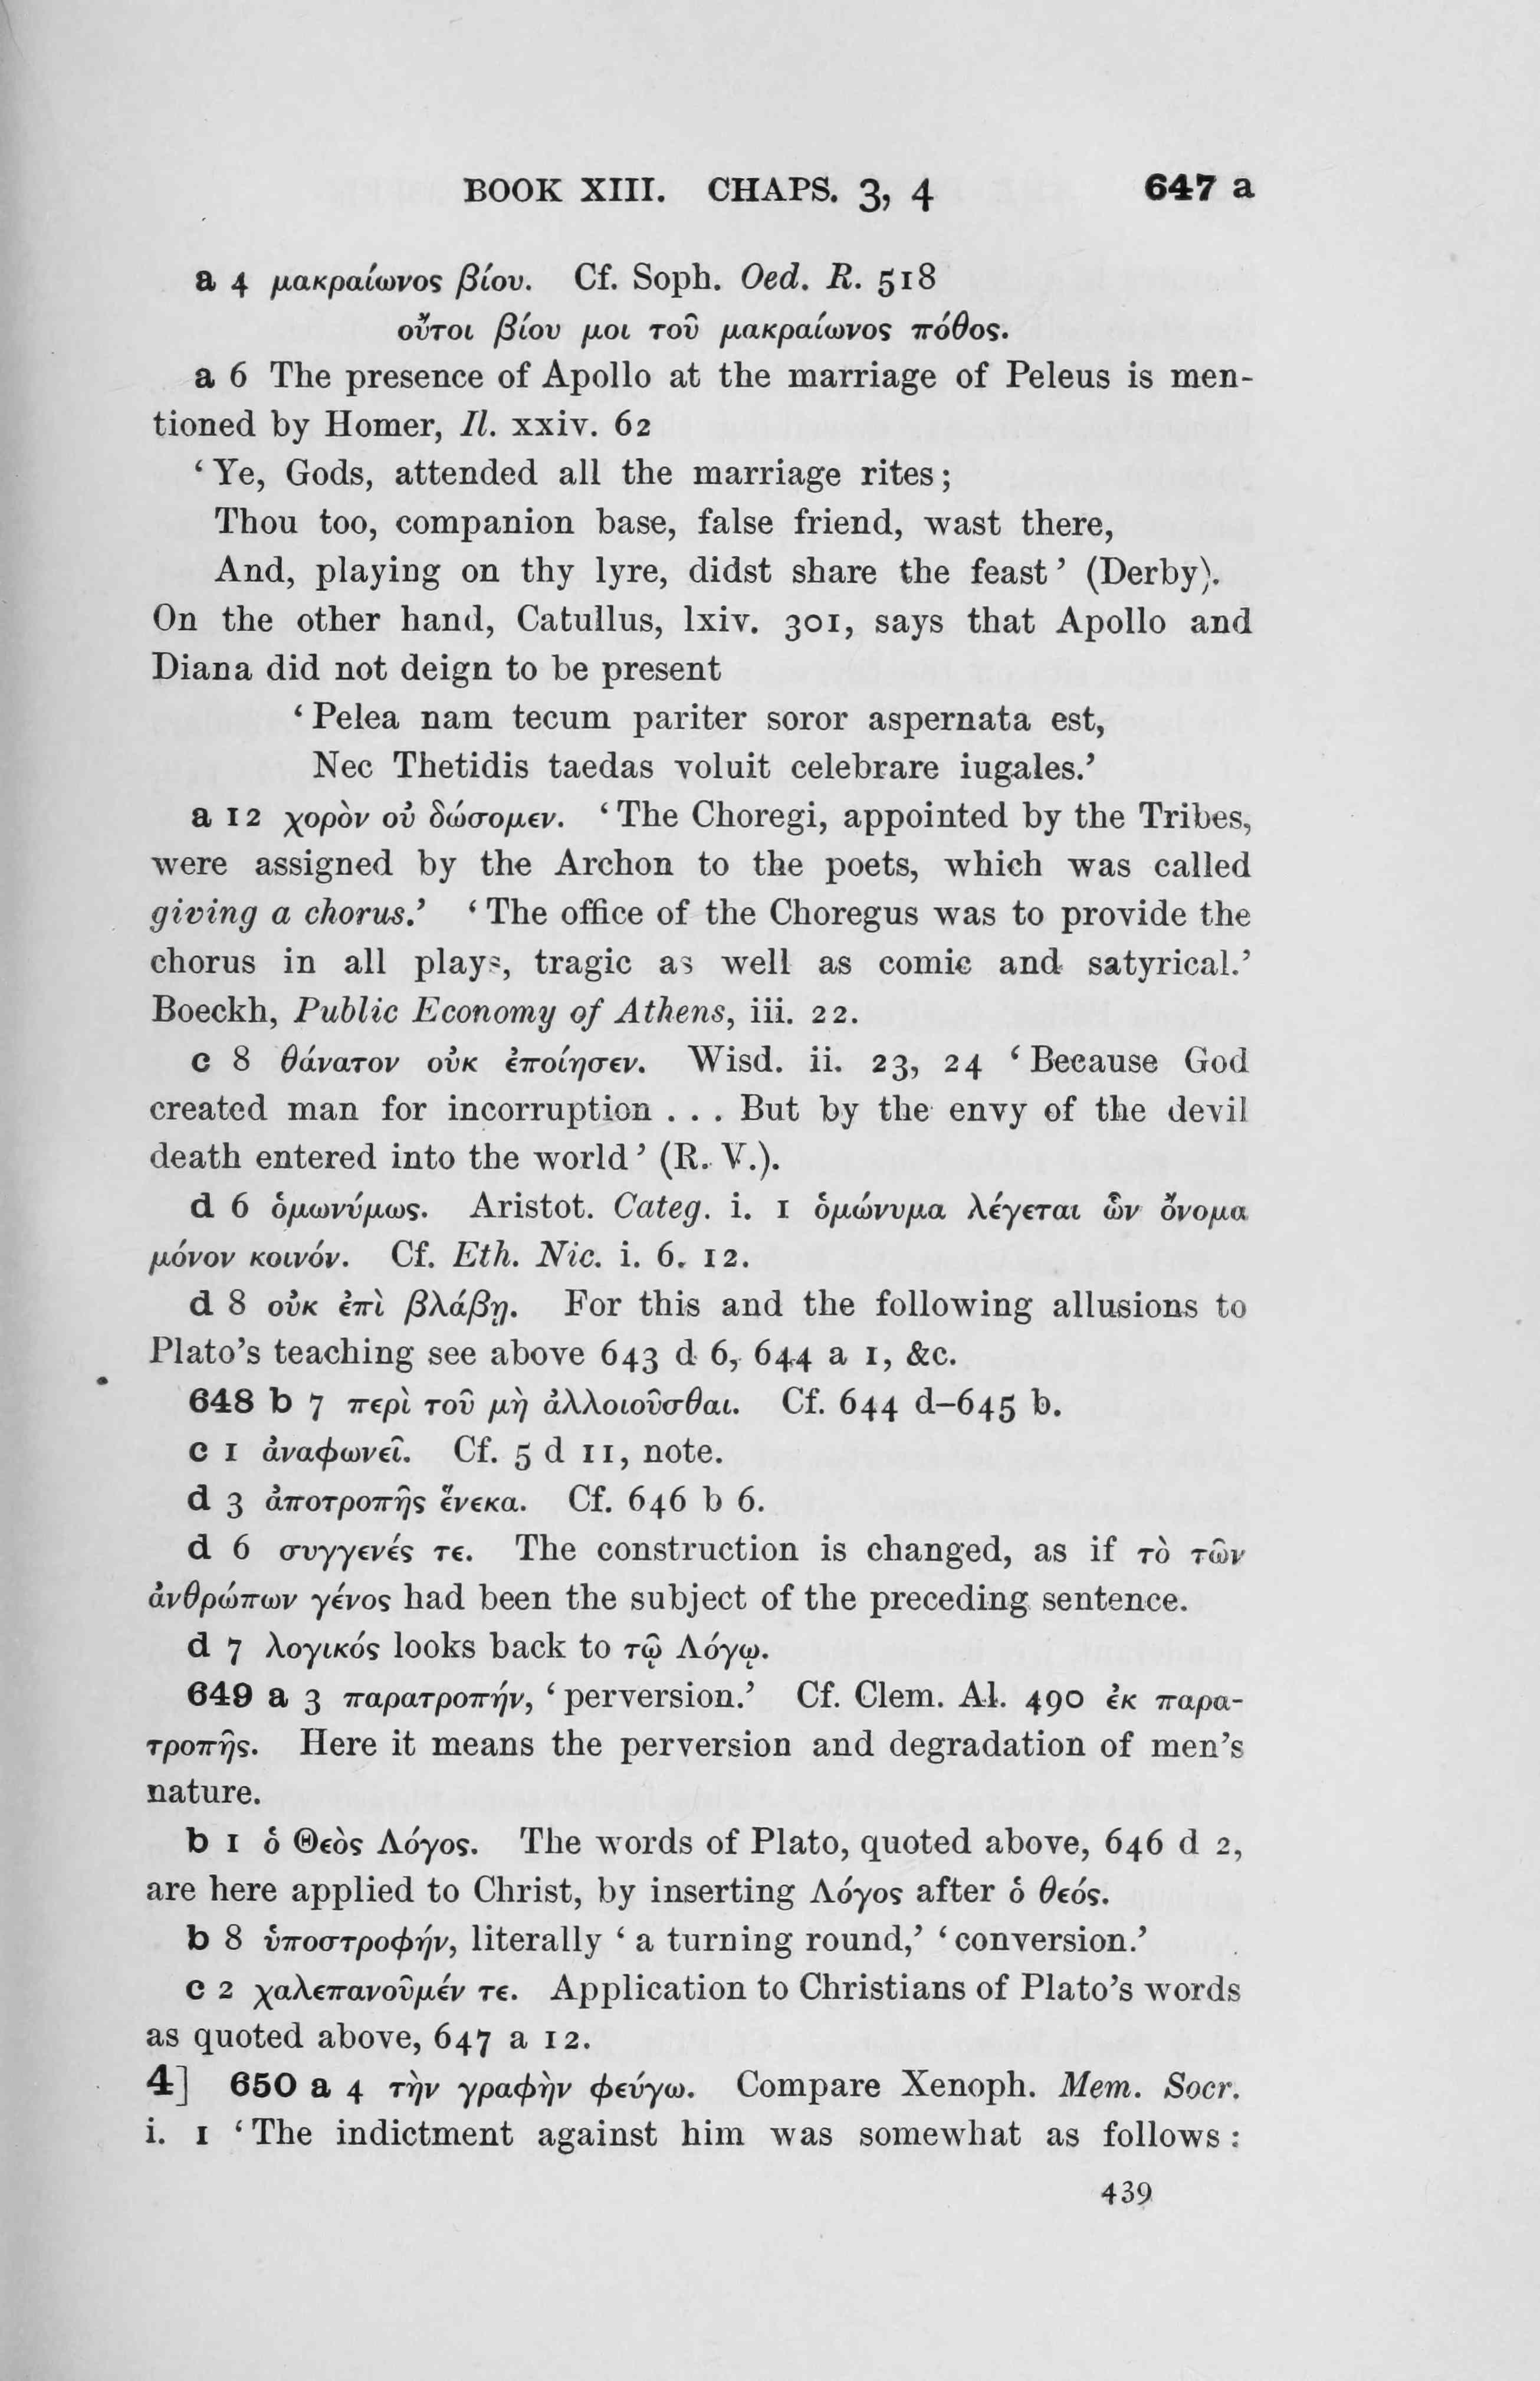 BOOK XIII. CHAPS. 3, 4 647 a
a 4 μακραίωνος βίου. Cf. Soph. Oed. R. 518
οὔτοι βίου μοι τοῦ μακραίωνος πόθος.
a 6 The presence of Apollo at the marriage of Peleus is men-
tioned by Homer, Il. xxiv. 62
‘Ye, Gods, attended all the marriage rites;
Thou too, companion base, false friend, wast there,
And, playing on thy lyre, didst share the feast’ (Derby).
On the other hand, Catullus, lxiv. 301, says that Apollo and
Diana did not deign to be present
‘Pelea nam tecum pariter soror aspernata est,
Nec Thetidis taedas voluit celebrare iugales.’
a 12 χορὸν οὐ δώσομεν. ‘The Choregi, appointed by the Tribes,
were assigned by the Archon to the poets, which was called
giving a chorus.’ ‘The office of the Choregus was to provide the
chorus in all plays, tragic as well as comic and satyrical.’
Boeckh, Public Economy of Athens, iii. 22.
c 8 θάνατον οὐκ ἐποίησεν. Wisd. ii. 23, 24 ‘Because God
created man for incorruption . . . But by the envy of the devil
death entered into the world’ (R. V.).
d 6 ὁμωνύμως. Aristot. Categ. i. 1 ὁμώνυμα λέγεται ὧν ὄνομα
μόνον κοινόν. Cf. Eth. Nic. i. 6. 12.
d 8 οὐκ ἐπὶ βλάβῃ. For this and the following allusions to
Plato’s teaching see above 643 d 6, 644 a 1, &c.
648 b 7 περὶ τοῦ μὴ ἀλλοιοῦσθαι. Cf. 644 d–645 b.
c 1 ἀναφωνεῖ. Cf. 5 d 11, note.
d 3 ἀποτροπῆς ἕνεκα. Cf. 646 b 6.
d 6 συγγενές τε. The construction is changed, as if τὸ τῶν
ἀνθρώπων γένος had been the subject of the preceding sentence.
d 7 λογικός looks back to τῷ Λόγῳ.
649 a 3 παρατροπήν, ‘perversion.’ Cf. Clem. Al. 490 ἐκ παρα-
τροπῆς. Here it means the perversion and degradation of men’s
nature.
b 1 ὁ Θεὸς Λόγος. The words of Plato, quoted above, 646 d 2,
are here applied to Christ, by inserting Λόγος after ὁ θεός.
b 8 ὑποστροφήν, literally ‘a turning round,’ ‘conversion.’
c 2 χαλεπανοῦμέν τε. Application to Christians of Plato’s words
as quoted above, 647 a 12.
4] 650 a 4 τὴν γραφὴν φεύγω. Compare Xenoph. Mem. Socr.
i. 1 ‘The indictment against him was somewhat as follows:
439